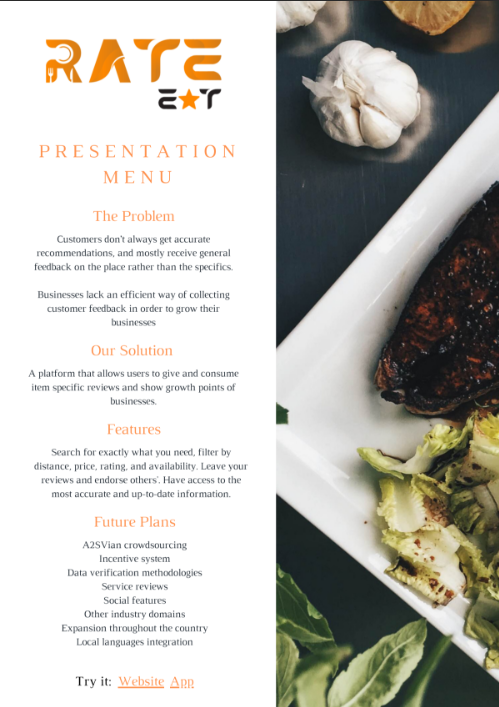 RATE
E★T
PRESENTATION
MENU
The Problem
Customers don't always get accurate
recommendations, and mostly receive general
feedback on the place rather than the specifics.
Businesses lack an efficient way of collecting
customer feedback in order to grow their
businesses
Our Solution
A platform that allows users to give and consume
item specific reviews and show growth points of
businesses.
Features
Search for exactly what you need, filter by
distance, price, rating, and availability. Leave your
reviews and endorse others'. Have access to the
most accurate and up-to-date information.
Future Plans
A2SVian crowdsourcing
Incentive system
Data verification methodologies
Service reviews
Social features
Other industry domains
Expansion throughout the country
Local languages integration
Try it: Website App